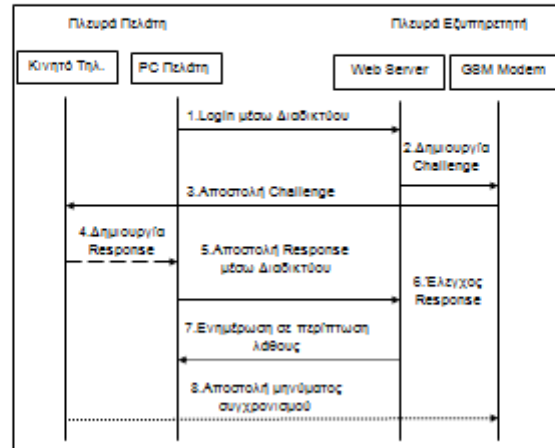 Πλευρά Πελάτη
Πλευρά Εξυπηρετητή
Κινητό Τηλ.
PC Πελάτη
Web Server
GSM Modem
1.Login μέσω Διαδικτύου
2.Δημιουργία
Challenge
3.Αποστολή Challenge
4.Δημιουργία
Response
5.Αποστολή Response
μέσω Διαδικτύου
6.Έλεγχος
Response
7.Ενημέρωση σε περίπτωση
λάθους
8.Αποστολή μηνύματος
συγχρονισμού